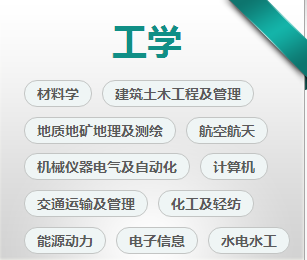 工学
材料学 建筑土木工程及管理
地质地矿地理及测绘 航空航天
机械仪器电气及自动化 计算机
交通运输及管理 化工及轻纺
能源动力 电子信息 水电水工